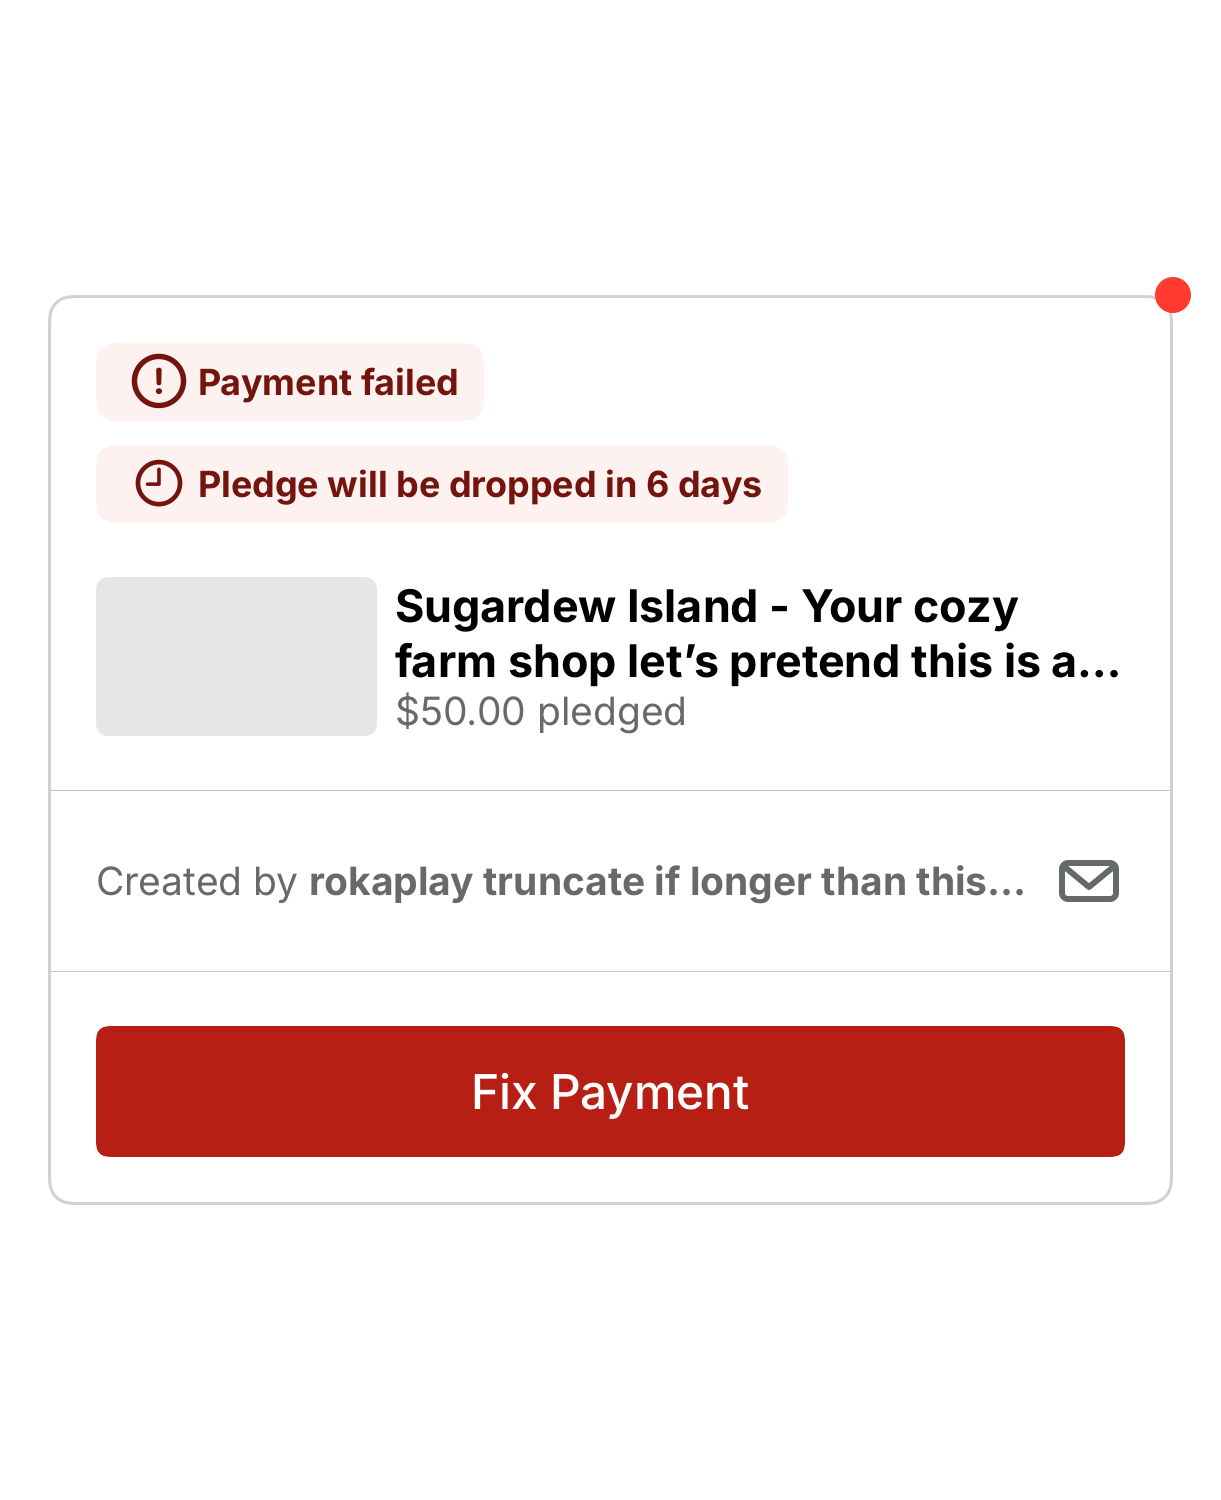 Payment failed
Pledge will be dropped in 6 days
Sugardew Island - Your cozy
farm shop let’s pretend this is a...
$50.00 pledged
Created by rokaplay truncate if longer than this...
Fix Payment